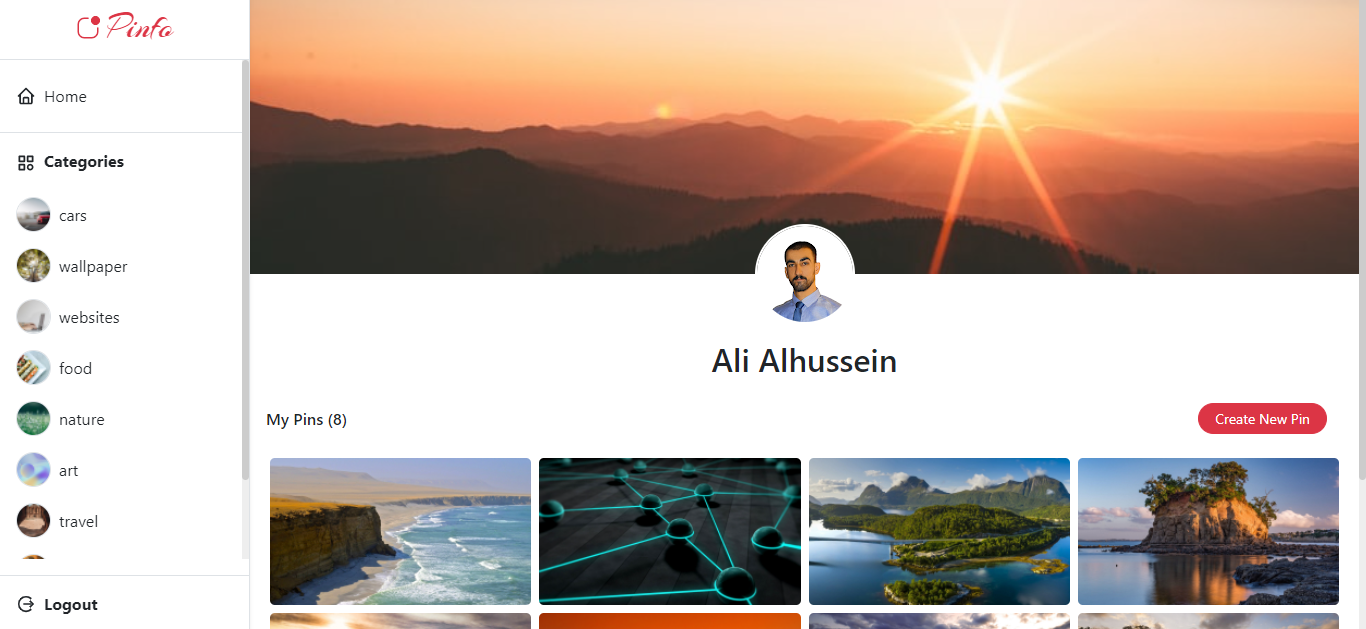 Pinfo
Home
Categories
cars
wallpaper
websites
food
nature
art
travel
Logout
Ali Alhussein
My Pins (8)
Create New Pin